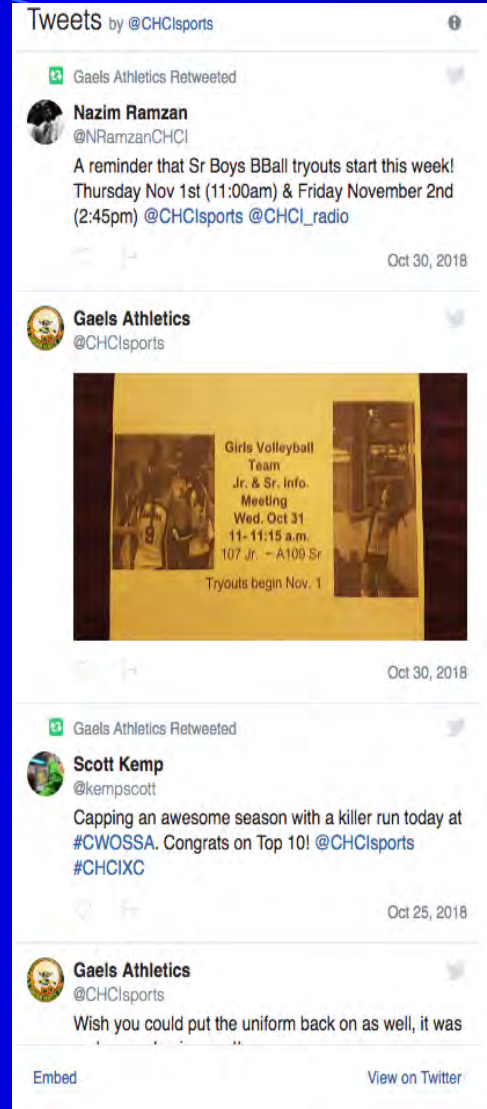 Tweets by @CHCIsports
Gaels Athletics Retweeted
Nazim Ramzan
@NRamzanCHCI
A reminder that Sr Boys BBall tryouts start this week!
Thursday Nov 1st (11:00am) & Friday November 2nd
(2:45pm) @CHCIsports @CHCI_radio
Oct 30, 2018
Gaels Athletics
@CHCIsports
Girls Volleyball
Team
Jr. & Sr. Info.
Meeting
Wed. Oct 31
11- 11:15 a.m.
107 Jr. ~ A109 Sr
Tryouts begin Nov. 1
9
Oct 30, 2018
Gaels Athletics Retweeted
Scott Kemp
@kempscott
Capping an awesome season with a killer run today at
#CWOSSA. Congrats on Top 10! @CHCIsports
#CHCIXC
Oct 25, 2018
Gaels Athletics
@CHCIsports
Wish you could put the uniform back on as well, it was
Embed
View on Twitter